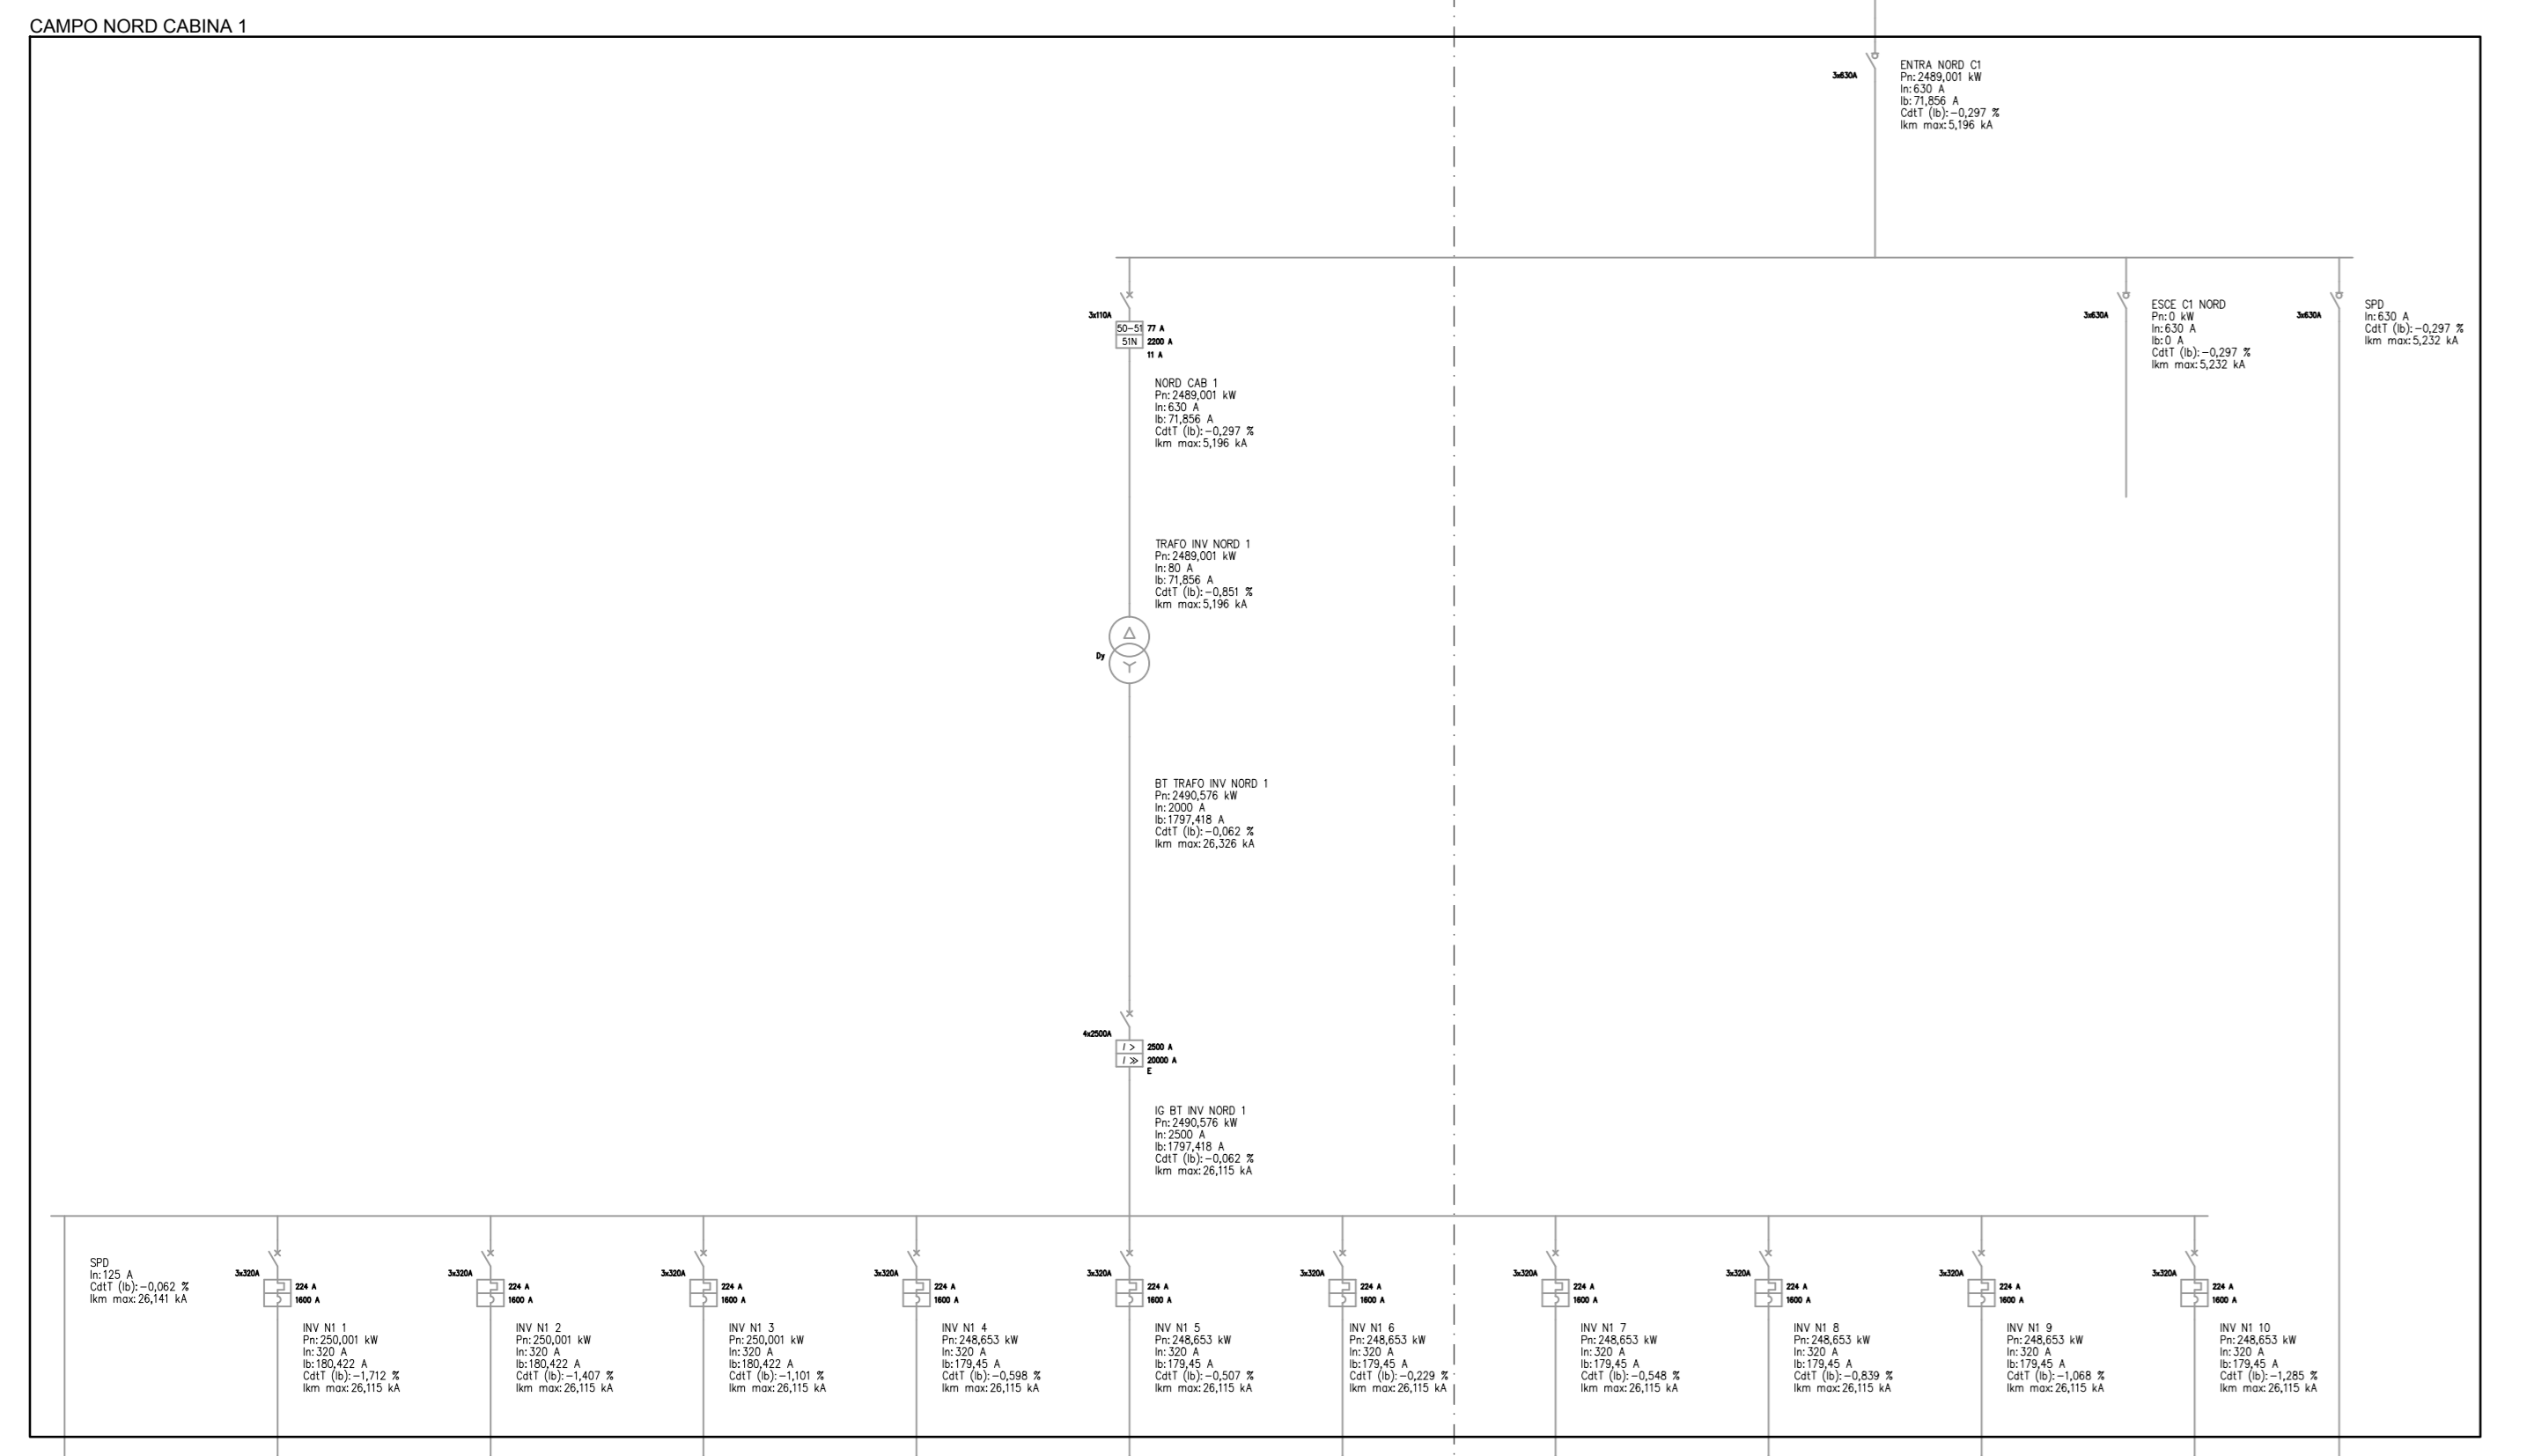 CAMPO NORD CABINA 1
3x630A
ENTRA NORD C1
Pn: 2489,001 kW
In: 630 A
Ib: 71,856 A
CdtT (Ib): -0,297 %
Ikm max: 5,196 kA
3x110A
50-51 77 A
51N 2200 A
11 A
NORD CAB 1
Pn: 2489,001 kW
In: 630 A
Ib: 71,856 A
CdtT (Ib): -0,297 %
Ikm max: 5,196 kA
3x630A
ESCE C1 NORD
Pn: 0 kW
In: 630 A
Ib: 0 A
CdtT (Ib): -0,297 %
Ikm max: 5,232 kA
3x630A
SPD
In: 630 A
CdtT (Ib): -0,297 %
Ikm max: 5,232 kA
TRAFO INV NORD 1
Pn: 2489,001 kW
In: 80 A
Ib: 71,856 A
CdtT (Ib): -0,851 %
Ikm max: 5,196 kA
Dy
BT TRAFO INV NORD 1
Pn: 2490,576 kW
In: 2000 A
Ib: 1797,418 A
CdtT (Ib): -0,062 %
Ikm max: 26,326 kA
4x2500A
I > 2500 A
I >> 20000 A
E
IG BT INV NORD 1
Pn: 2490,576 kW
In: 2500 A
Ib: 1797,418 A
CdtT (Ib): -0,062 %
Ikm max: 26,115 kA
SPD
In: 125 A
CdtT (Ib): -0,062 %
Ikm max: 26,141 kA
3x320A
224 A
1600 A
INV N1 1
Pn: 250,001 kW
In: 320 A
Ib: 180,422 A
CdtT (Ib): -1,712 %
Ikm max: 26,115 kA
3x320A
224 A
1600 A
INV N1 2
Pn: 250,001 kW
In: 320 A
Ib: 180,422 A
CdtT (Ib): -1,407 %
Ikm max: 26,115 kA
3x320A
224 A
1600 A
INV N1 3
Pn: 250,001 kW
In: 320 A
Ib: 180,422 A
CdtT (Ib): -1,101 %
Ikm max: 26,115 kA
3x320A
224 A
1600 A
INV N1 4
Pn: 248,653 kW
In: 320 A
Ib: 179,45 A
CdtT (Ib): -0,598 %
Ikm max: 26,115 kA
3x320A
224 A
1600 A
INV N1 5
Pn: 248,653 kW
In: 320 A
Ib: 179,45 A
CdtT (Ib): -0,507 %
Ikm max: 26,115 kA
3x320A
224 A
1600 A
INV N1 6
Pn: 248,653 kW
In: 320 A
Ib: 179,45 A
CdtT (Ib): -0,229 %
Ikm max: 26,115 kA
3x320A
224 A
1600 A
INV N1 7
Pn: 248,653 kW
In: 320 A
Ib: 179,45 A
CdtT (Ib): -0,548 %
Ikm max: 26,115 kA
3x320A
224 A
1600 A
INV N1 8
Pn: 248,653 kW
In: 320 A
Ib: 179,45 A
CdtT (Ib): -0,839 %
Ikm max: 26,115 kA
3x320A
224 A
1600 A
INV N1 9
Pn: 248,653 kW
In: 320 A
Ib: 179,45 A
CdtT (Ib): -1,068 %
Ikm max: 26,115 kA
3x320A
224 A
1600 A
INV N1 10
Pn: 248,653 kW
In: 320 A
Ib: 179,45 A
CdtT (Ib): -1,285 %
Ikm max: 26,115 kA